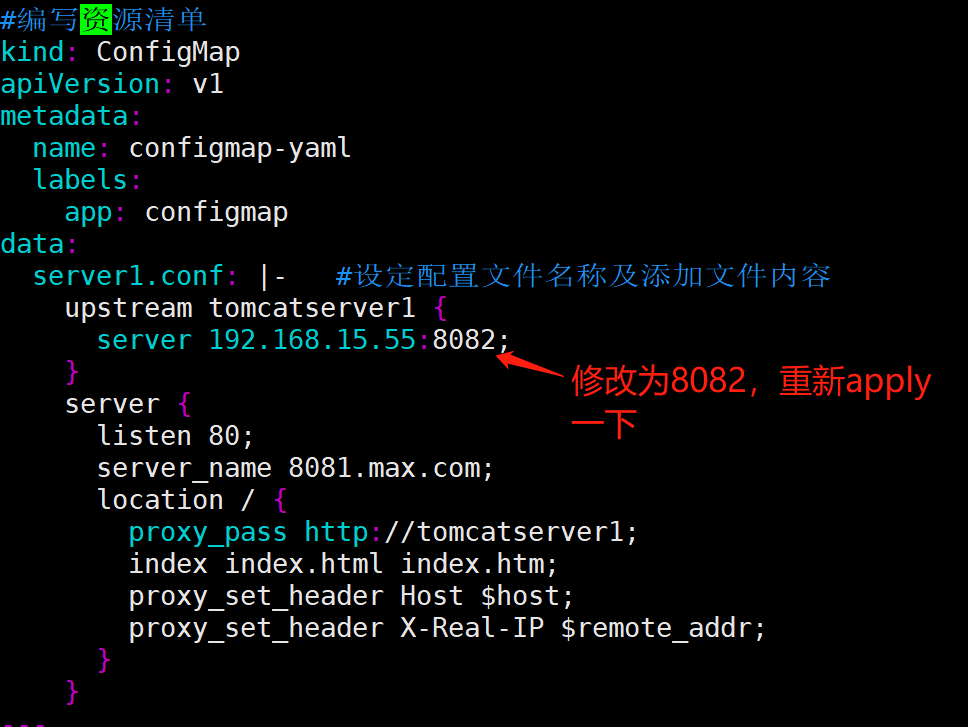 #编写资源清单
kind: ConfigMap
apiVersion: v1
metadata:
  name: configmap-yaml
  labels:
    app: configmap
data:
  server1.conf: |-   #设定配置文件名称及添加文件内容
    upstream tomcatserver1 {
      server 192.168.15.55:8082;
    }
修改为8082，重新apply
一下
    server {
      listen 80;
      server_name 8081.max.com;
      location / {
        proxy_pass http://tomcatserver1;
        index index.html index.htm;
        proxy_set_header Host $host;
        proxy_set_header X-Real-IP $remote_addr;
      }
    }
---